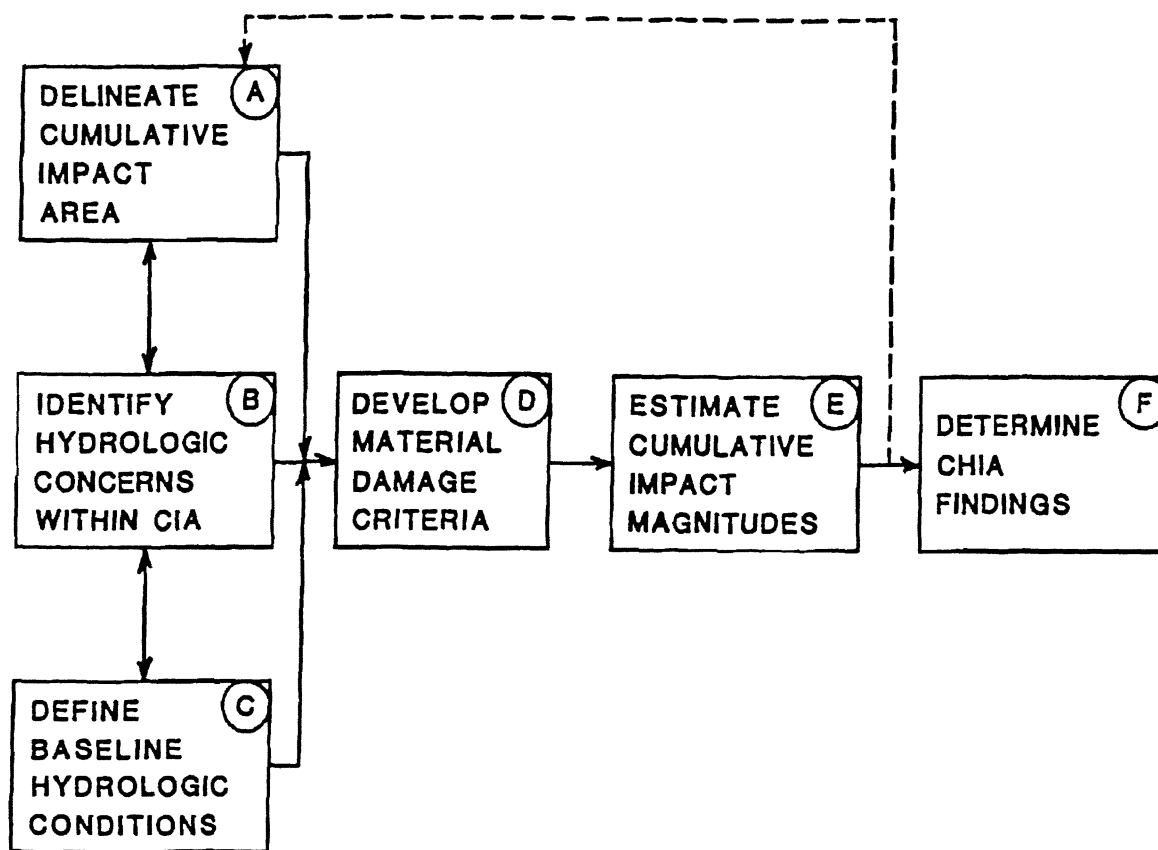 A
DELINEATE
CUMULATIVE
IMPACT
AREA
B
IDENTIFY
HYDROLOGIC
CONCERNS
WITHIN CIA
C
DEFINE
BASELINE
HYDROLOGIC
CONDITIONS
D
DEVELOP
MATERIAL
DAMAGE
CRITERIA
E
ESTIMATE
CUMULATIVE
IMPACT
MAGNITUDES
F
DETERMINE
CHIA
FINDINGS